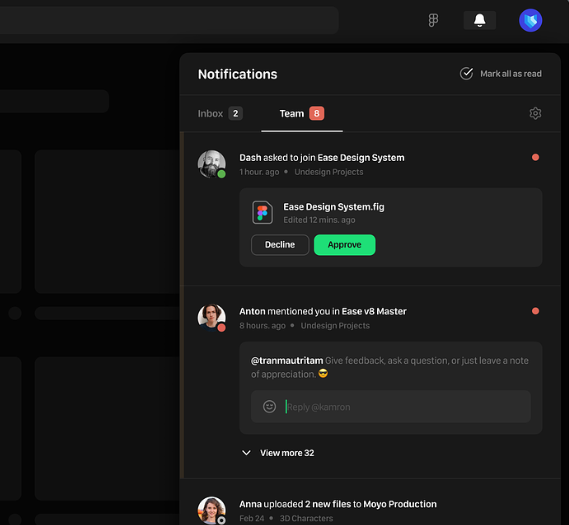 Notifications
Mark all as read
Inbox 2
Team 8
Dash asked to join Ease Design System
1 hour. ago • Undesign Projects
Ease Design System.fig
Edited 12 mins. ago
Decline
Approve
Anton mentioned you in Ease v8 Master
8 hours. ago • Undesign Projects
@tranmautritam Give feedback, ask a question, or just leave a note
of appreciation. 😎
Reply @kamron
View more 32
Anna uploaded 2 new files to Moyo Production
Feb 24 • 3D Characters